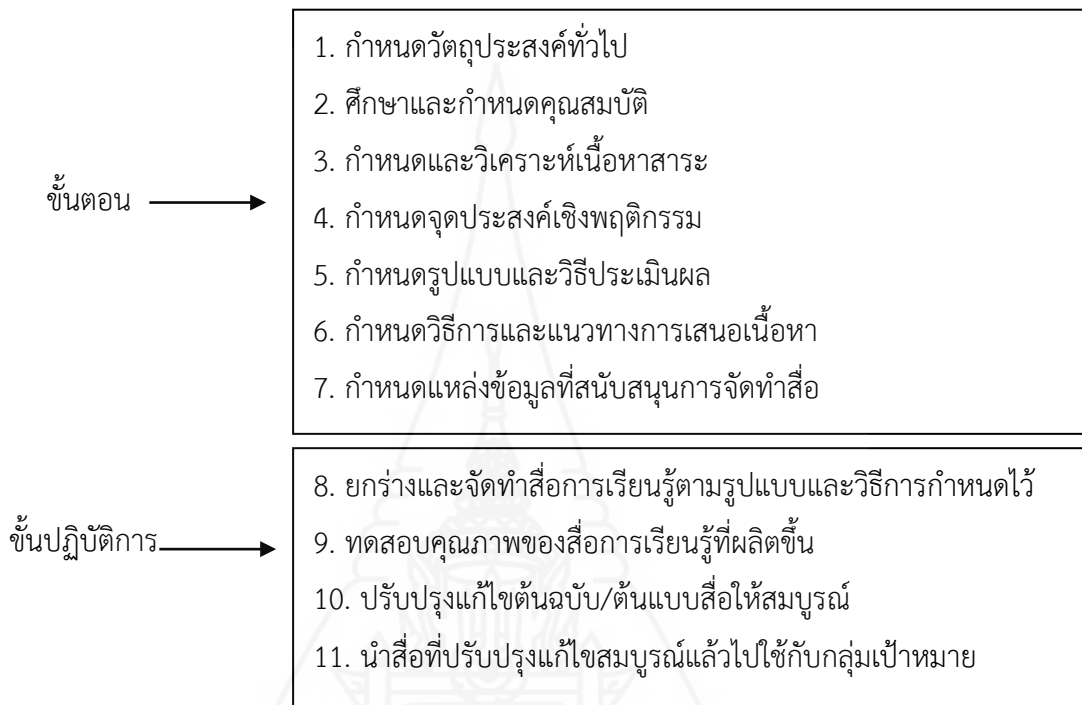 1. กำหนดวัตถุประสงค์ทั่วไป
2. ศึกษาและกำหนดคุณสมบัติ
3. กำหนดและวิเคราะห์เนื้อหาสาระ
ขั้นตอน
4. กำหนดจุดประสงค์เชิงพฤติกรรม
5. กำหนดรูปแบบและวิธีประเมินผล
6. กำหนดวิธีการและแนวทางการเสนอเนื้อหา
7. กำหนดแหล่งข้อมูลที่สนับสนุนการจัดทำสื่อ
8. ยกร่างและจัดทำสื่อการเรียนรู้ตามรูปแบบและวิธีการกำหนดไว้
ขั้นปฏิบัติการ
9. ทดสอบคุณภาพของสื่อการเรียนรู้ที่ผลิตขึ้น
10. ปรับปรุงแก้ไขต้นฉบับ/ต้นแบบสื่อให้สมบูรณ์
11. นำสื่อที่ปรับปรุงแก้ไขสมบูรณ์แล้วไปใช้กับกลุ่มเป้าหมาย